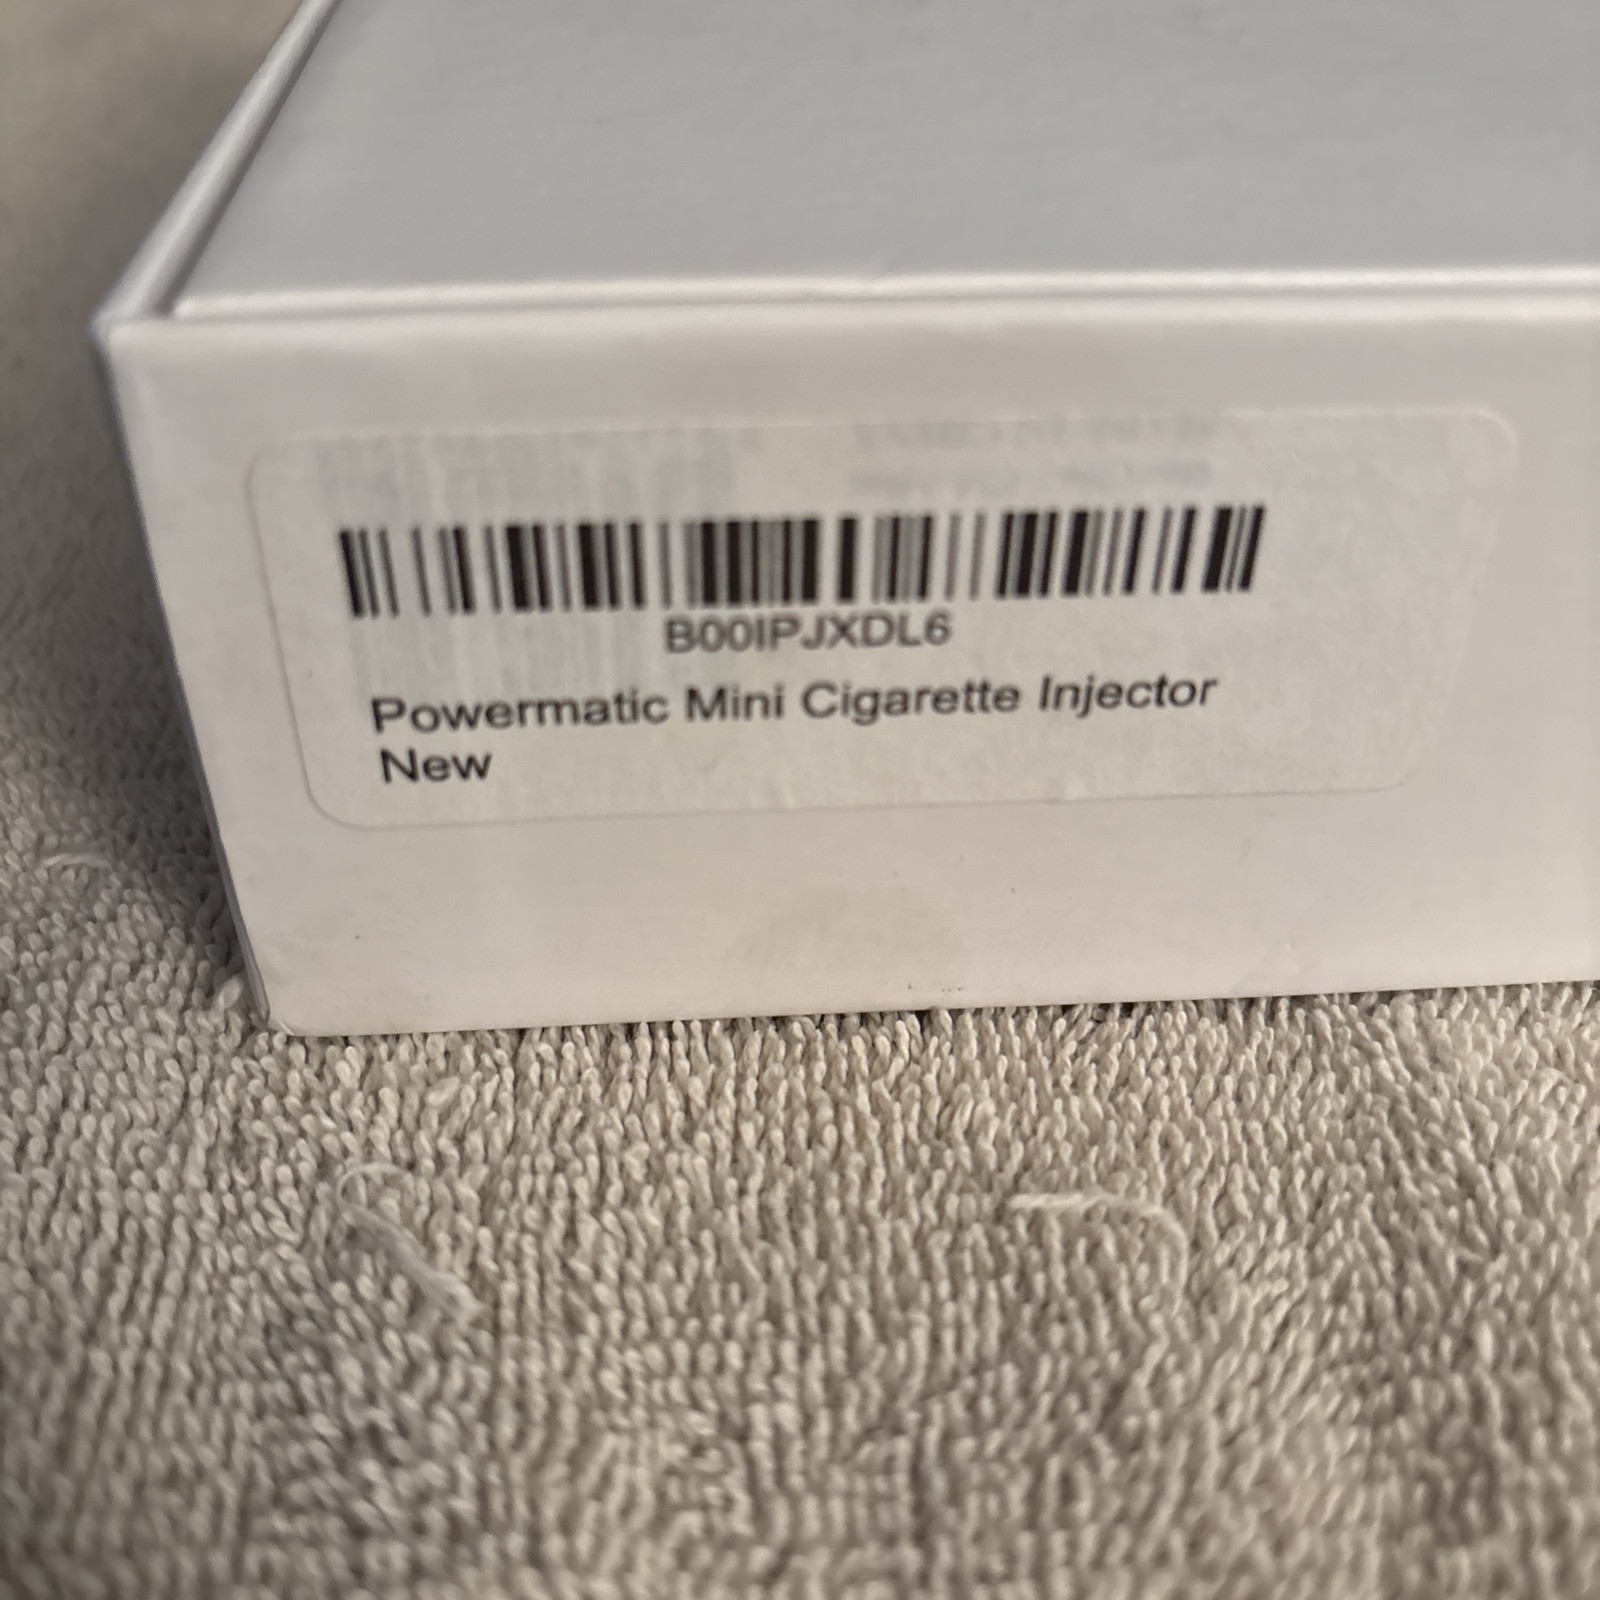 B00IPJXDL6
Powermatic Mini Cigarette Injector
New